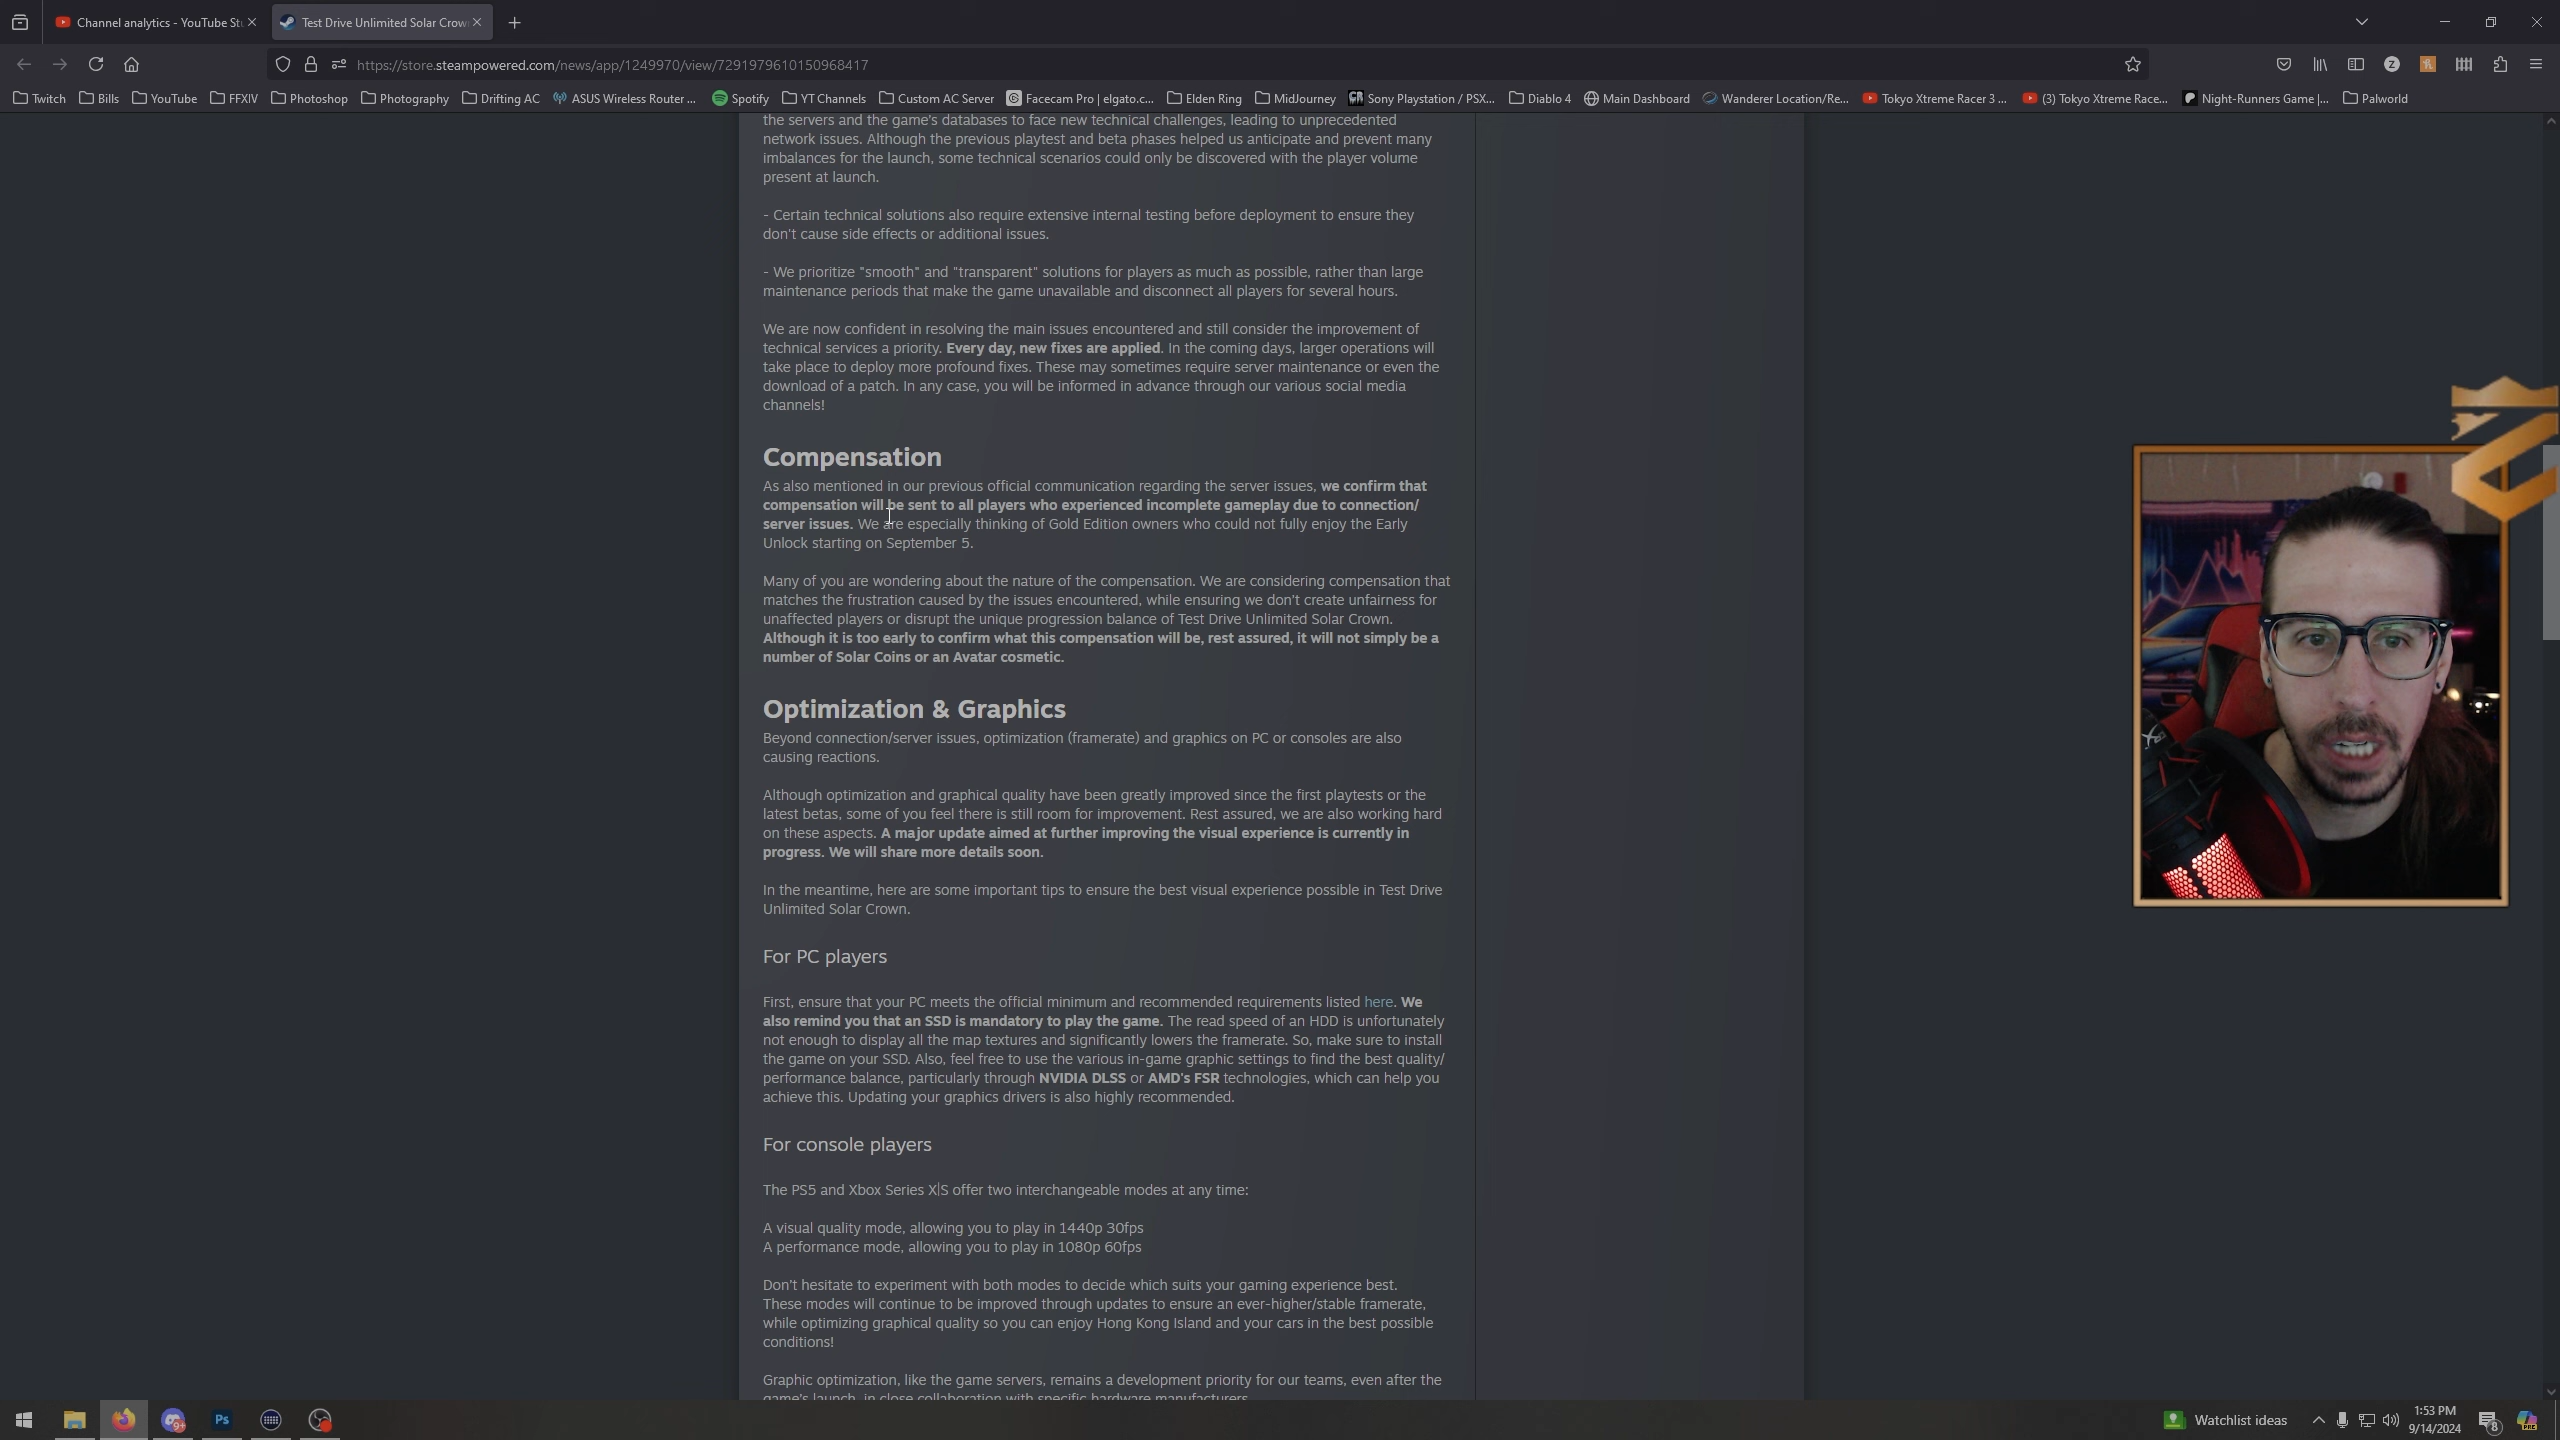 Channel analytics - YouTube St
Test Drive Unlimited Solar Crow
https://store.steampowered.com/news/app/1249970/view/7291979610150968417
Twitch Bills YouTube FFXIV Photoshop Photography Drifting AC ASUS Wireless Router ... Spotify YT Channels Custom AC Server Facecam Pro | elgato.c... Elden Ring MidJourney Sony Playstation / PSX... Diablo 4 Main Dashboard Wanderer Location/Re... Tokyo Xtreme Racer 3 ... (3) Tokyo Xtreme Race... Night-Runners Game |... Palworld
the servers and the game's databases to face new technical challenges, leading to unprecedented
network issues. Although the previous playtest and beta phases helped us anticipate and prevent many
imbalances for the launch, some technical scenarios could only be discovered with the player volume
present at launch.
- Certain technical solutions also require extensive internal testing before deployment to ensure they
don't cause side effects or additional issues.
- We prioritize "smooth" and "transparent" solutions for players as much as possible, rather than large
maintenance periods that make the game unavailable and disconnect all players for several hours.
We are now confident in resolving the main issues encountered and still consider the improvement of
technical services a priority. Every day, new fixes are applied. In the coming days, larger operations will
take place to deploy more profound fixes. These may sometimes require server maintenance or even the
download of a patch. In any case, you will be informed in advance through our various social media
channels!
Compensation
As also mentioned in our previous official communication regarding the server issues, we confirm that
compensation will be sent to all players who experienced incomplete gameplay due to connection/
server issues. We are especially thinking of Gold Edition owners who could not fully enjoy the Early
Unlock starting on September 5.
Many of you are wondering about the nature of the compensation. We are considering compensation that
matches the frustration caused by the issues encountered, while ensuring we don't create unfairness for
unaffected players or disrupt the unique progression balance of Test Drive Unlimited Solar Crown.
Although it is too early to confirm what this compensation will be, rest assured, it will not simply be a
number of Solar Coins or an Avatar cosmetic.
Optimization & Graphics
Beyond connection/server issues, optimization (framerate) and graphics on PC or consoles are also
causing reactions.
Although optimization and graphical quality have been greatly improved since the first playtests or the
latest betas, some of you feel there is still room for improvement. Rest assured, we are also working hard
on these aspects. A major update aimed at further improving the visual experience is currently in
progress. We will share more details soon.
In the meantime, here are some important tips to ensure the best visual experience possible in Test Drive
Unlimited Solar Crown.
For PC players
First, ensure that your PC meets the official minimum and recommended requirements listed here. We
also remind you that an SSD is mandatory to play the game. The read speed of an HDD is unfortunately
not enough to display all the map textures and significantly lowers the framerate. So, make sure to install
the game on your SSD. Also, feel free to use the various in-game graphic settings to find the best quality/
performance balance, particularly through NVIDIA DLSS or AMD's FSR technologies, which can help you
achieve this. Updating your graphics drivers is also highly recommended.
For console players
The PS5 and Xbox Series X|S offer two interchangeable modes at any time:
A visual quality mode, allowing you to play in 1440p 30fps
A performance mode, allowing you to play in 1080p 60fps
Don't hesitate to experiment with both modes to decide which suits your gaming experience best.
These modes will continue to be improved through updates to ensure an ever-higher/stable framerate,
while optimizing graphical quality so you can enjoy Hong Kong Island and your cars in the best possible
conditions!
Graphic optimization, like the game servers, remains a development priority for our teams, even after the
game's launch, in close collaboration with specific hardware manufacturers.
Ps
9+
Watchlist ideas
1:53 PM
9/14/2024
8
PRE